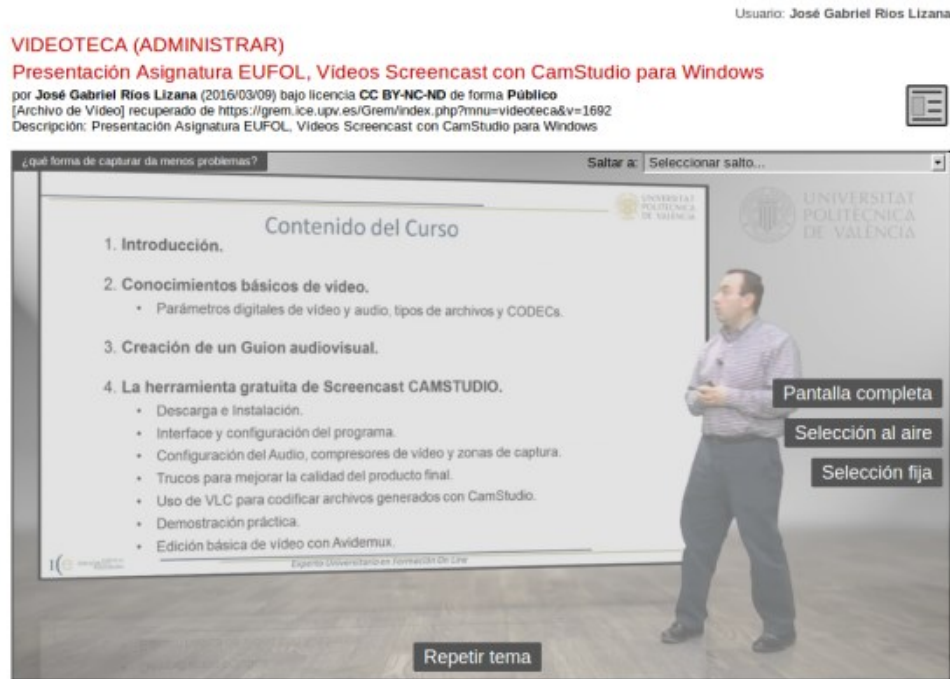 Usuario: José Gabriel Ríos Lizana
VIDEOTECA (ADMINISTRAR)
Presentación Asignatura EUFOL, Vídeos Screencast con CamStudio para Windows
por José Gabriel Ríos Lizana (2016/03/09) bajo licencia CC BY-NC-ND de forma Público
[Archivo de Vídeo] recuperado de https://grem.ice.upv.es/Grem/index.php?mnu=videoteca&v=1692
Descripción: Presentación Asignatura EUFOL, Vídeos Screencast con CamStudio para Windows
¿qué forma de capturar da menos problemas?
Saltar a: Seleccionar salto...
UNIVERSITAT
POLITÈCNICA
DE VALÈNCIA
UNIVERSITAT
POLITÈCNICA
DE VALÈNCIA
Contenido del Curso
1. Introducción.
2. Conocimientos básicos de vídeo.
• Parámetros digitales de vídeo y audio, tipos de archivos y CODECs.
3. Creación de un Guion audiovisual.
4. La herramienta gratuita de Screencast CAMSTUDIO.
• Descarga e Instalación.
• Interface y configuración del programa.
• Configuración del Audio, compresores de vídeo y zonas de captura.
• Trucos para mejorar la calidad del producto final.
• Uso de VLC para codificar archivos generados con CamStudio.
• Demostración práctica.
• Edición básica de vídeo con Avidemux.
Experto Universitario en Formación On Line
Pantalla completa
Selección al aire
Selección fija
Repetir tema